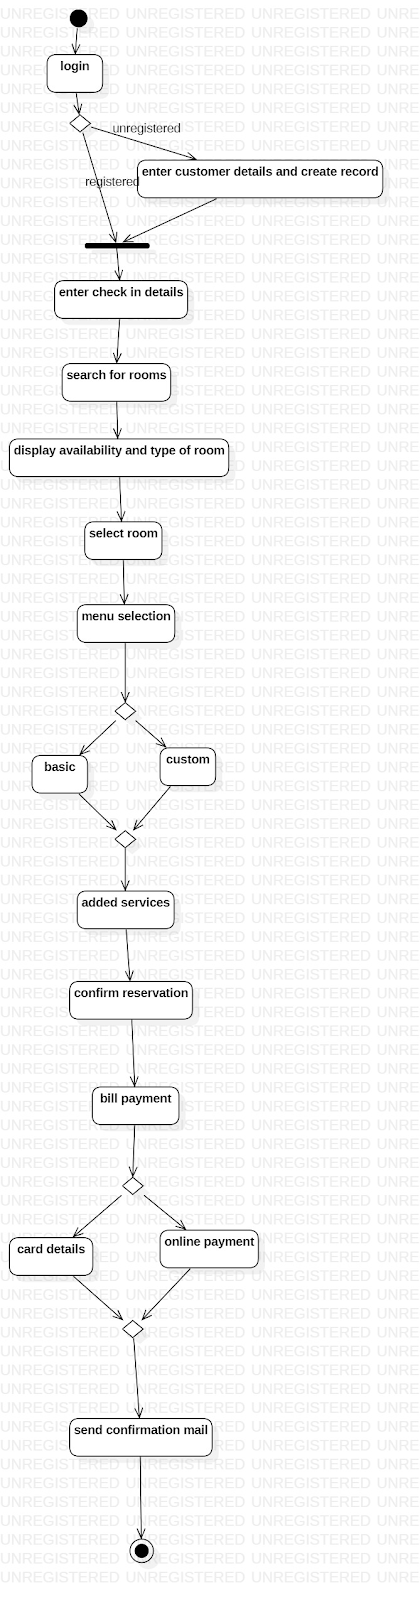 login
unregistered
enter customer details and create record
registered
enter check in details
search for rooms
display availability and type of room
select room
menu selection
basic
custom
added services
confirm reservation
bill payment
card details
online payment
send confirmation mail